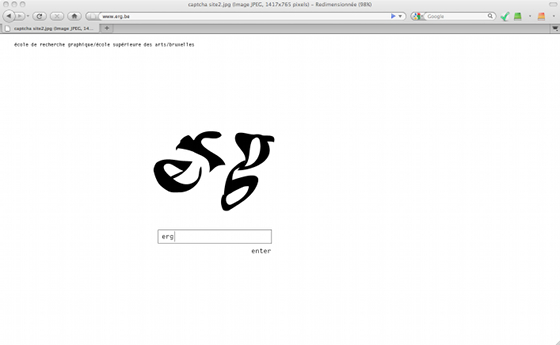 captcha site2.jpg (Image JPEG, 1417x765 pixels) – Redimensionnée (98%)
www.erg.be
Google
captcha site2.jpg (Image JPEG, 14...
école de recherche graphique/école supérieure des arts/bruxelles
erg
erg
enter